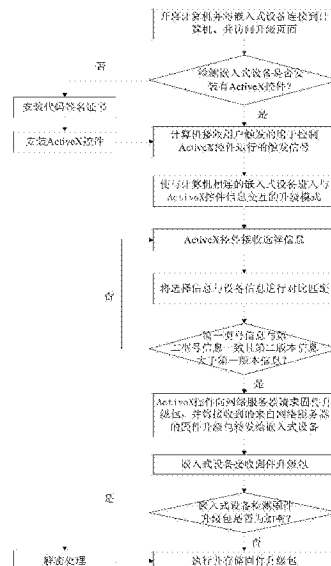 开启计算机并将嵌入式设备连接到计
算机、并访问升级页面
否
检测嵌入式设备是否安
装有ActiveX控件?
安装代码签名证书
是
安装ActiveX控件
计算机接收用户触发的用于控制
ActiveX控件运行的触发信号
使与计算机相连的嵌入式设备进入与
ActiveX控件信息交互的升级模式
ActiveX控件接收选择信息
将选择信息与设备信息进行对比匹配
否
第一型号信息与第
二型号信息一致且第二版本信息
大于第一版本信息?
是
ActiveX控件向网络服务器请求固件升
级包，并将接收到的来自网络服务器
的固件升级包转发给嵌入式设备
嵌入式设备接收固件升级包
是
嵌入式设备检测固件
升级包是否为加密?
否
解密处理
执行并存储固件升级包